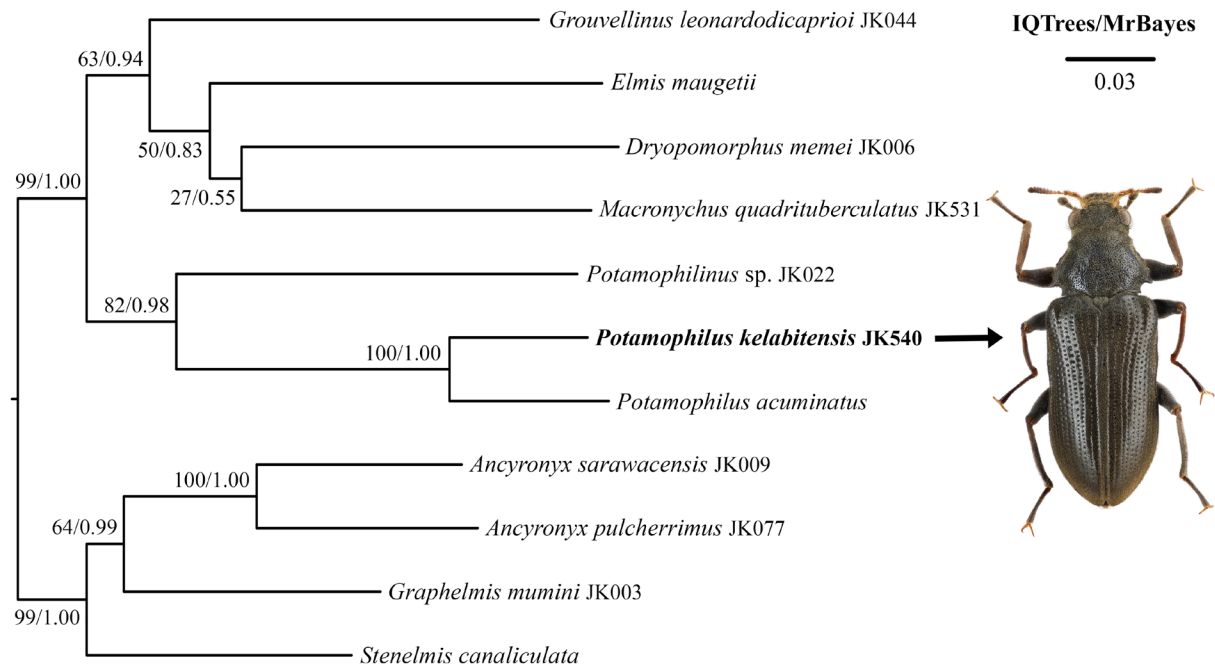 Grouvellinus leonardodicaprioi JK044
IQTrees/MrBayes
63/0.94
0.03
Elmis maugetii
50/0.83
Dryopomorphus memei JK006
99/1.00
27/0.55
Macronychus quadrituberculatus JK531
Potamophilinus sp. JK022
82/0.98
Potamophilus kelabitensis JK540
100/1.00
Potamophilus acuminatus
Ancyronyx sarawacensis JK009
100/1.00
64/0.99
Ancyronyx pulcherrimus JK077
Graphelmis mumini JK003
99/1.00
Stenelmis canaliculata